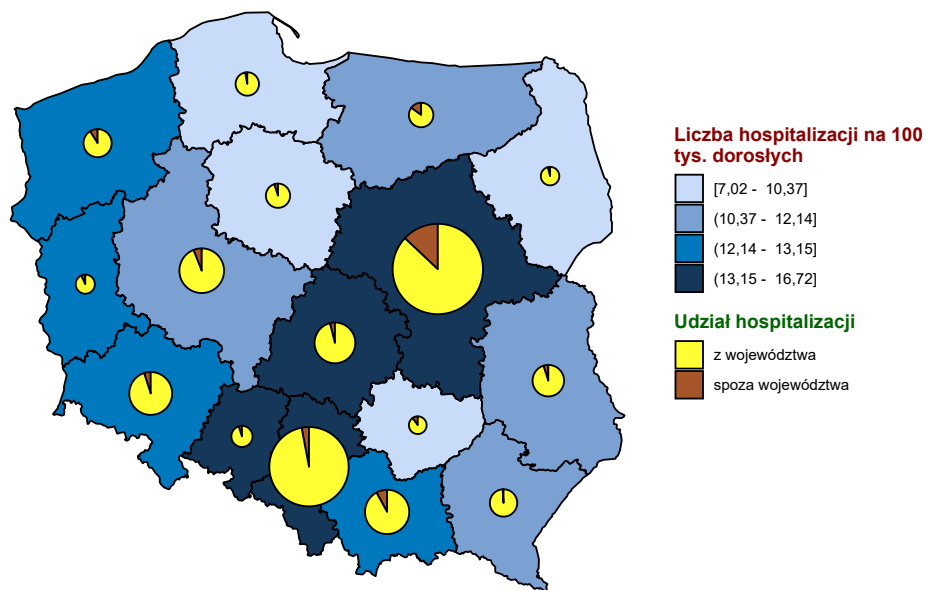 Liczba hospitalizacji na 100
tys. dorosłych
[7,02 - 10,37]
(10,37 - 12,14]
(12,14 - 13,15]
(13,15 - 16,72]
Udział hospitalizacji
z województwa
spoza województwa